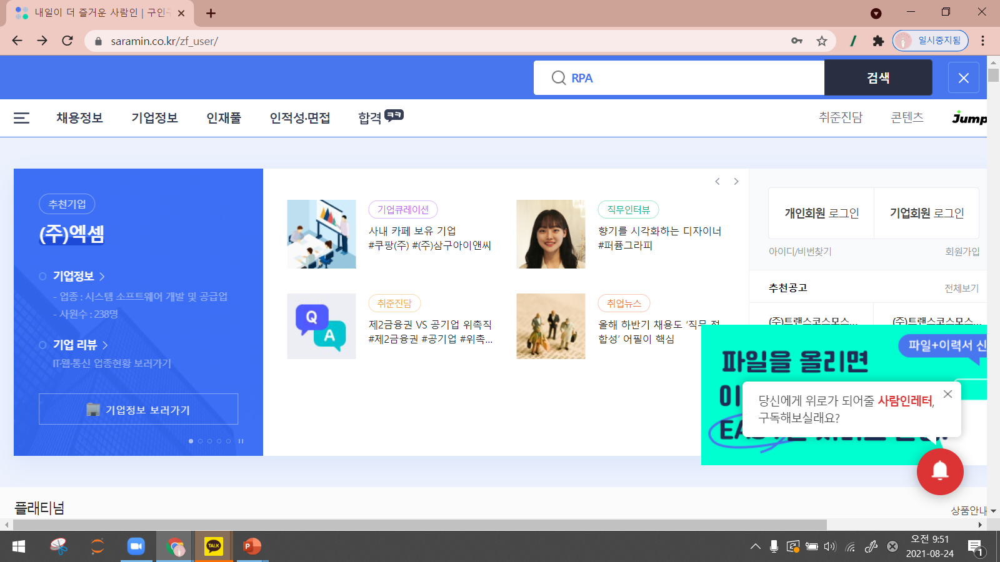 내일이 더 즐거운 사람인 | 구인구
saramin.co.kr/zf_user/
일시중지됨
RPA
검색
채용정보
기업정보
인재풀
인적성·면접
합격
ㅋㅋ
취준진담
콘텐츠
Jump
추천기업
(주)엑셈
기업정보
- 업종 : 시스템 소프트웨어 개발 및 공급업
- 사원수 : 238명
기업 리뷰
IT·웹·통신 업종현황 보러가기
기업정보 보러가기
기업큐레이션
사내 카페 보유 기업
#쿠팡(주) #(주)삼구아이앤씨
직무인터뷰
향기를 시각화하는 디자이너
#퍼퓸그라피
Q
A
취준진담
제2금융권 VS 공기업 위촉직
#제2금융권 #공기업 #위촉...
취업뉴스
올해 하반기 채용도 ‘직무 적
합성’ 어필이 핵심
개인회원 로그인
기업회원 로그인
아이디/비번찾기
회원가입
추천공고
전체보기
(주)트랜스코스모스...
(주)트랜스코스모스...
파일+이력서 신
파일을 올리면
당신에게 위로가 되어줄 사람인레터,
구독해보실래요?
플래티넘
상품안내
TALK
P
오전 9:51
2021-08-24
1